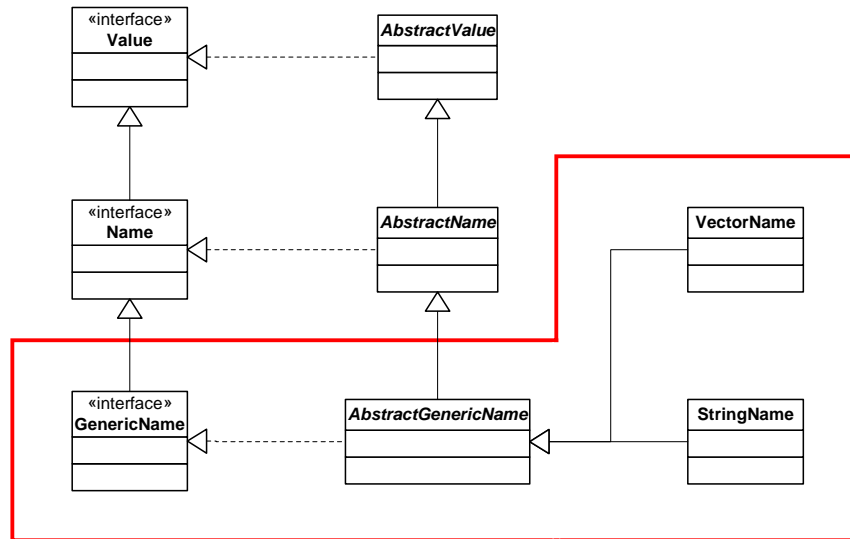 «interface»
Value
AbstractValue
«interface»
Name
AbstractName
VectorName
«interface»
GenericName
AbstractGenericName
StringName